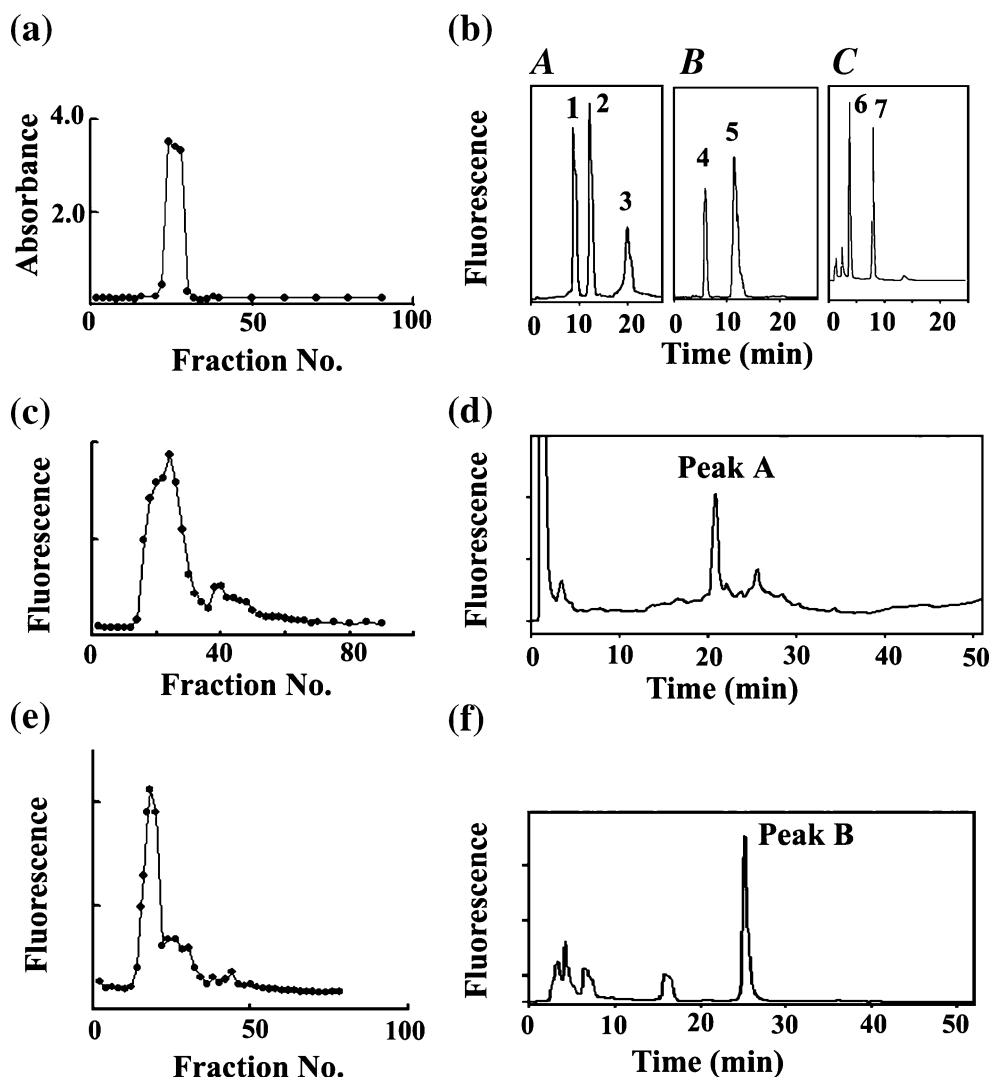 (a)
Absorbance
4.0
2.0
0 50 100
Fraction No.
(b)
A B C
Fluorescence
1 2 3
4 5
6 7
0 10 20
0 10 20
0 10 20
Time (min)
(c)
Fluorescence
0 40 80
Fraction No.
(d)
Fluorescence
Peak A
0 10 20 30 40 50
Time (min)
(e)
Fluorescence
0 50 100
Fraction No.
(f)
Fluorescence
Peak B
0 10 20 30 40 50
Time (min)